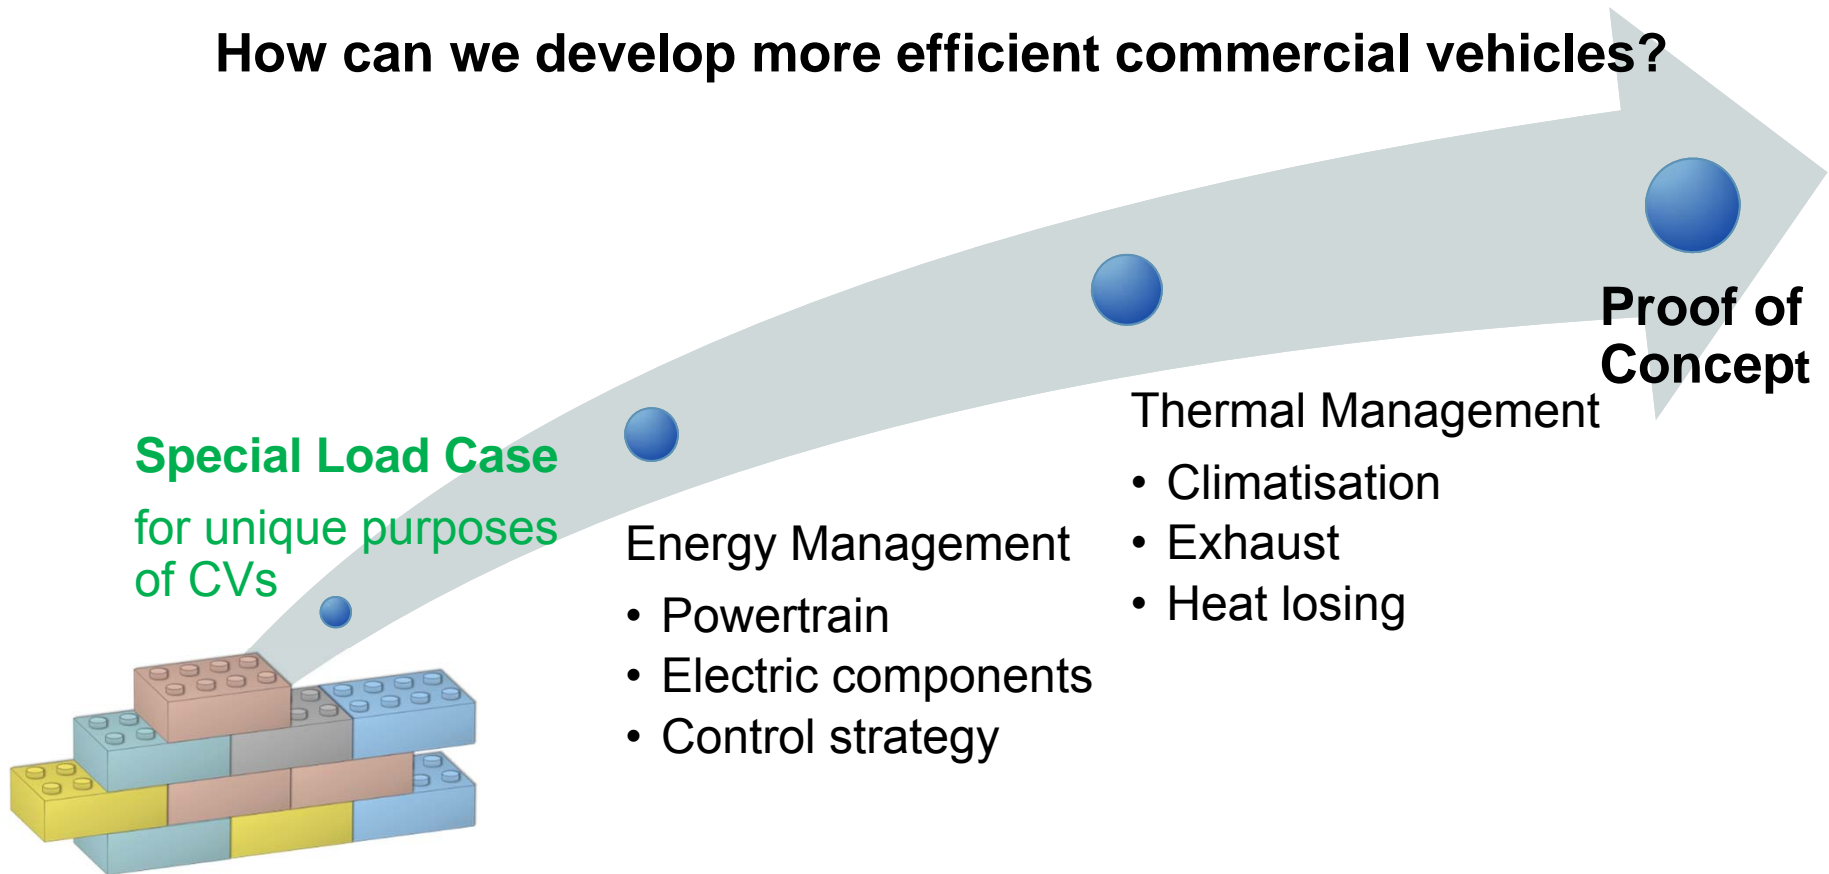 How can we develop more efficient commercial vehicles?
Special Load Case
for unique purposes
of CVs
Energy Management
• Powertrain
• Electric components
• Control strategy
Thermal Management
• Climatisation
• Exhaust
• Heat losing
Proof of
Concept